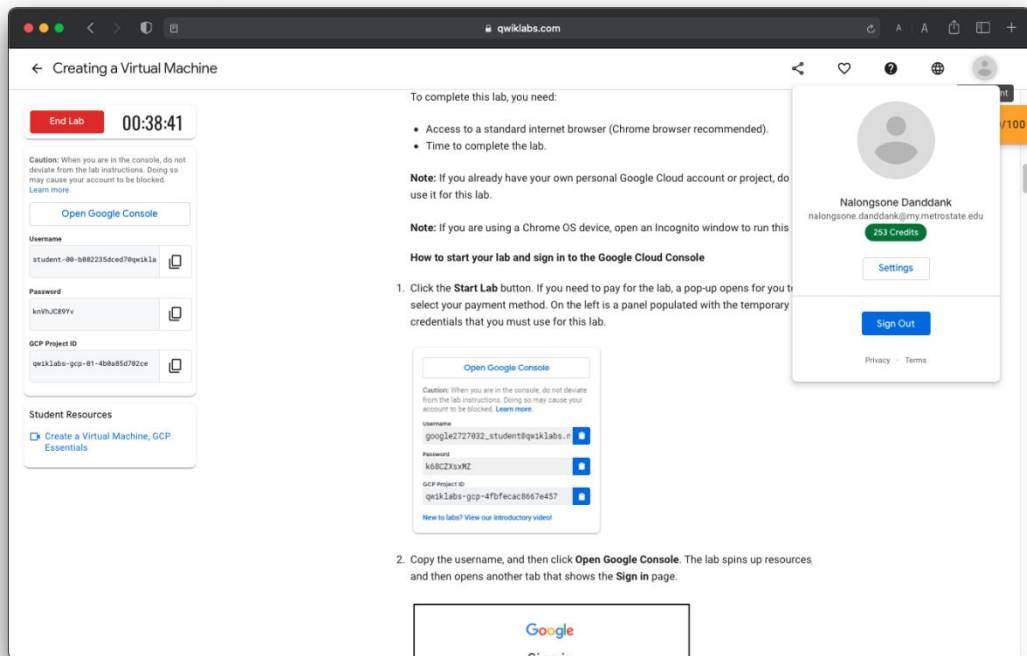 qwiklabs.com
A A
Creating a Virtual Machine
End Lab 00:38:41
Caution: When you are in the console, do not
deviate from the lab instructions. Doing so
may cause your account to be blocked.
Learn more.
Open Google Console
Username
student-00-b082235dced70qwikla
Password
knVhJC89Yv
GCP Project ID
qwiklabs-gcp-01-4b0a85d702ce
Student Resources
Create a Virtual Machine, GCP
Essentials
To complete this lab, you need:
• Access to a standard internet browser (Chrome browser recommended).
• Time to complete the lab.
Note: If you already have your own personal Google Cloud account or project, do
use it for this lab.
Note: If you are using a Chrome OS device, open an Incognito window to run this
How to start your lab and sign in to the Google Cloud Console
1. Click the Start Lab button. If you need to pay for the lab, a pop-up opens for you to
select your payment method. On the left is a panel populated with the temporary
credentials that you must use for this lab.
Open Google Console
Caution: When you are in the console, do not deviate
from the lab instructions. Doing so may cause your
account to be blocked. Learn more.
Username
google2727032_student@qwiklabs.n
Password
k68CZXsxMZ
GCP Project ID
qwiklabs-gcp-4fbfecac8667e457
New to labs? View our introductory video!
2. Copy the username, and then click Open Google Console. The lab spins up resources,
and then opens another tab that shows the Sign in page.
Google
nt
/100
Nalongsone Danddank
nalongsone.danddank@my.metrostate.edu
253 Credits
Settings
Sign Out
Privacy · Terms